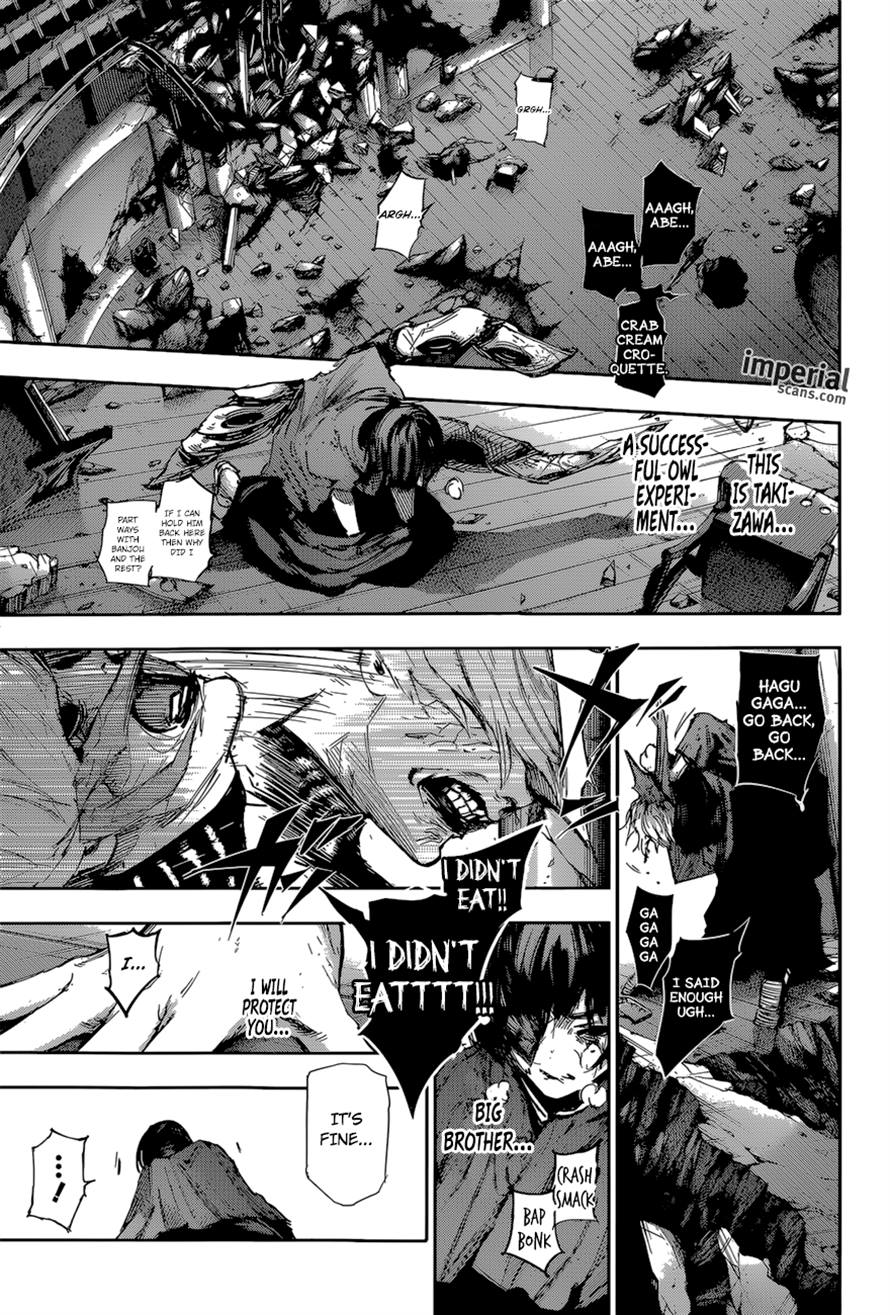 GRGH...
AAAGH,
ABE...
AAAGH,
ABE...
ARGH...
CRAB
CREAM
CRO-
QUETTE.
imperial
scans.com
THIS
IS TAKI-
ZAWA...
A SUCCESS-
FUL OWL
EXPERI-
MENT...
IF I CAN
HOLD HIM
BACK HERE
THEN WHY
DID I
PART
WAYS WITH
BANJOU
AND THE
REST?
HAGU
GAGA...
GO BACK,
GO
BACK...
GA
GA
GA
GA
I SAID
ENOUGH
UGH...
I DIDN'T
EAT!!
I DIDN'T
EATTTT!!!
BIG
BROTHER...
CRASH
SMACK
BAP
BONK
I WILL
PROTECT
YOU...
I...
IT'S
FINE...
...!